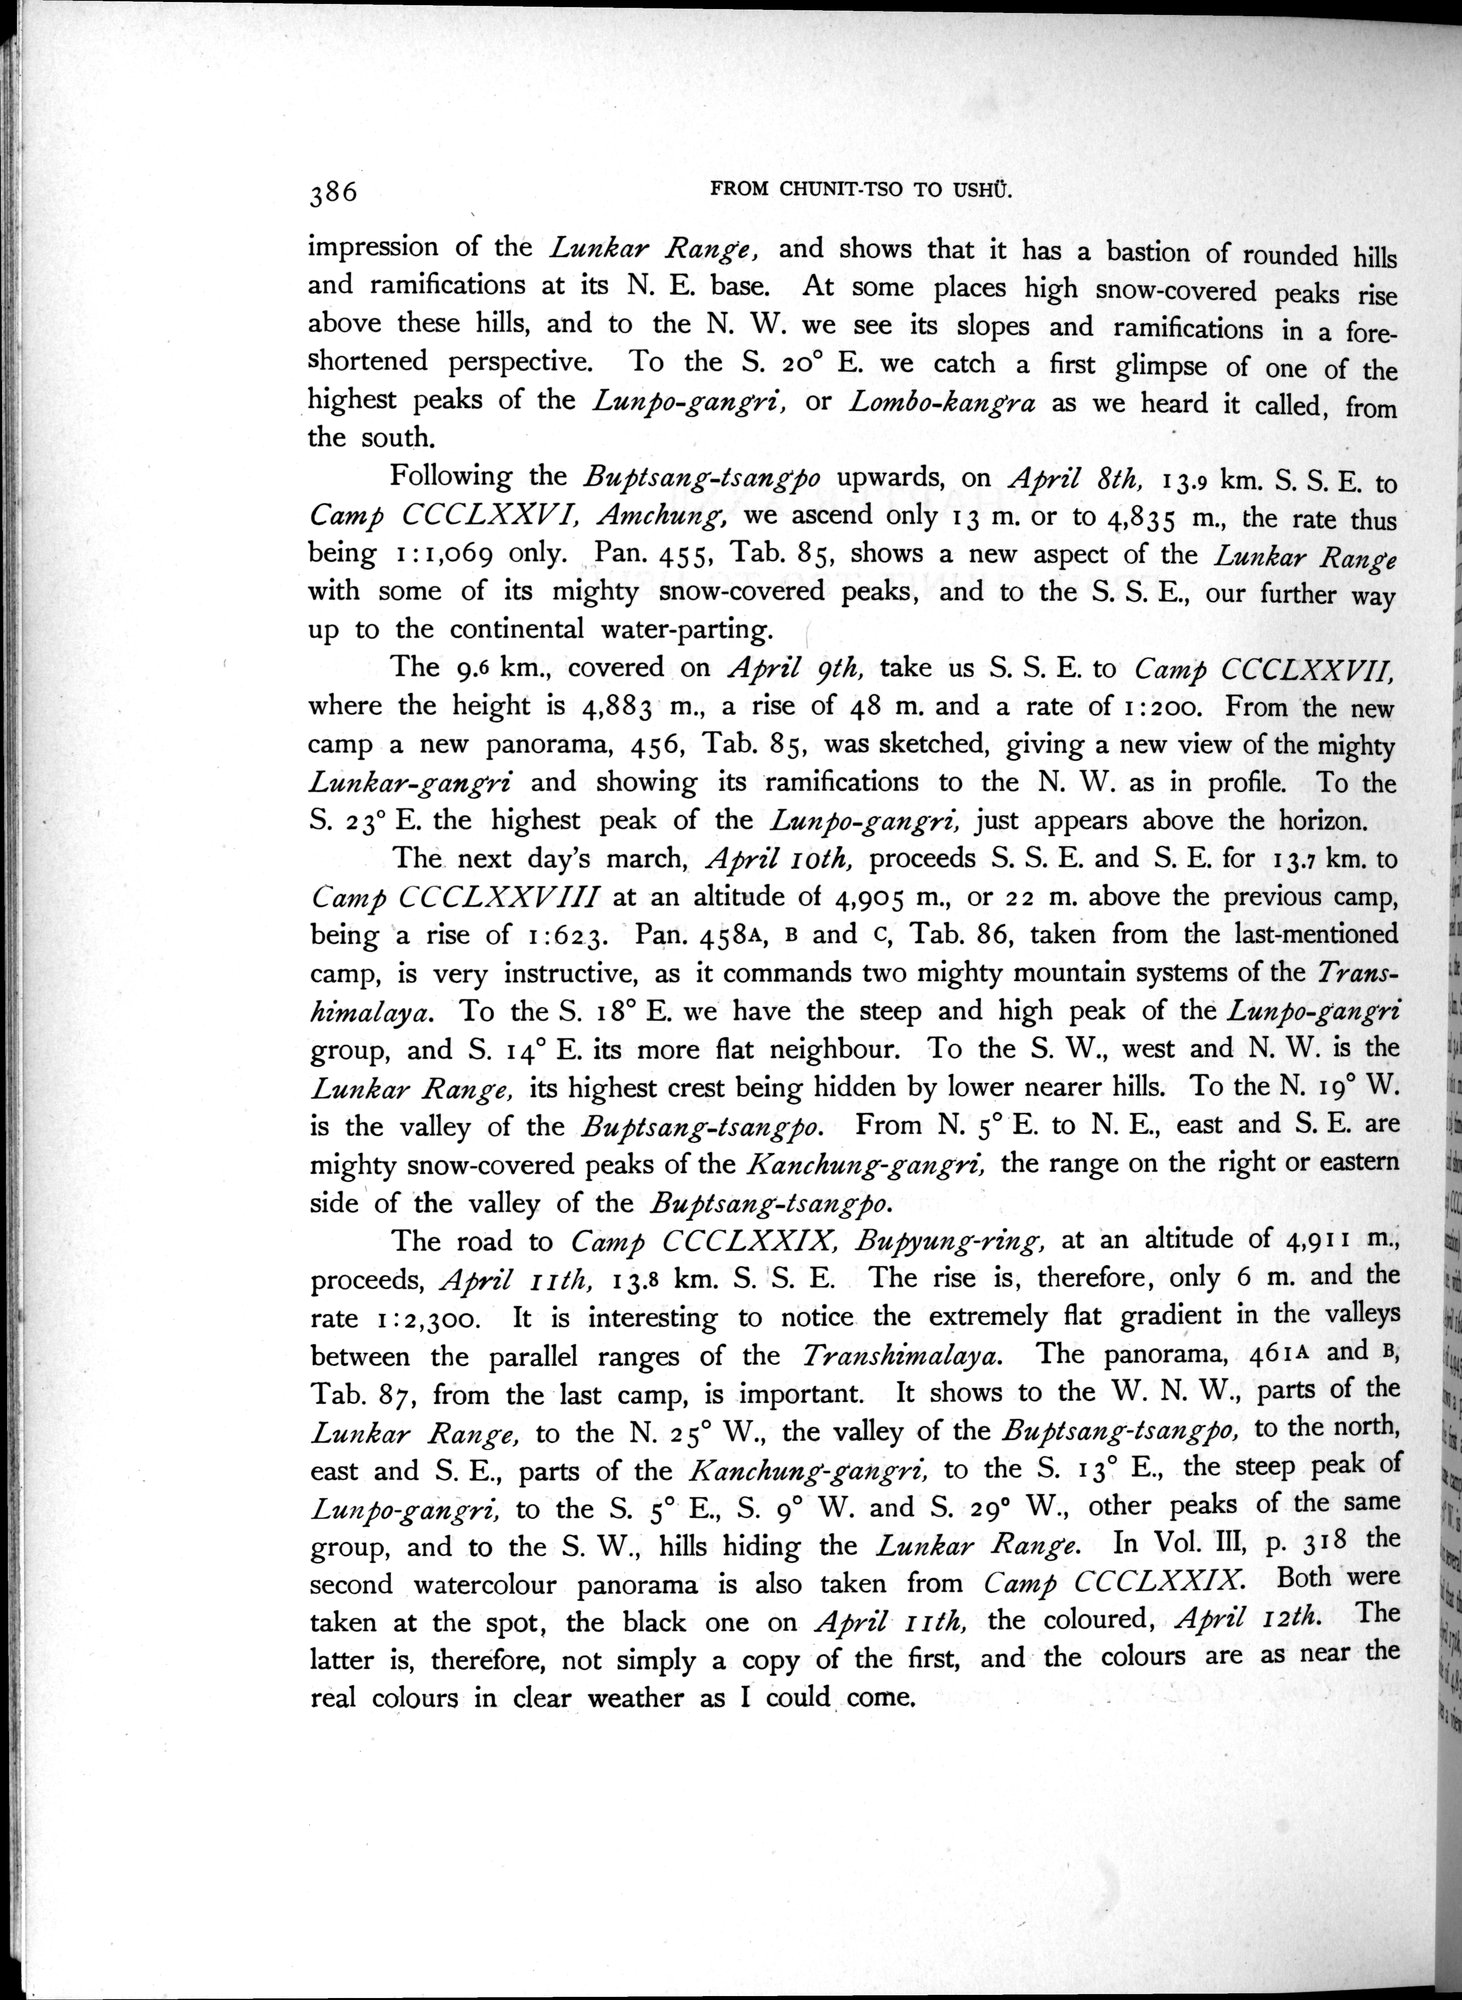 386
FROM CHUNIT-TSO TO USHÜ.
impression of the Lunkar Range, and shows that it has a bastion of rounded hills
and ramifications at its N. E. base. At some places high snow-covered peaks rise
above these hills, and to the N. W. we see its slopes and ramifications in a fore-
shortened perspective. To the S. 20° E. we catch a first glimpse of one of the
highest peaks of the Lunpo-gangri, or Lombo-kangra as we heard it called, from
the south.
Following the Buptsang-tsangpo upwards, on April 8th, 13.9 km. S. S. E. to
Camp CCCLXXVI, Amchung, we ascend only 13 m. or to 4,835 m., the rate thus
being 1:1,069 only. Pan. 455, Tab. 85, shows a new aspect of the Lunkar Range
with some of its mighty snow-covered peaks, and to the S. S. E., our further way
up to the continental water-parting.
The 9.6 km., covered on April 9th, take us S. S. E. to Camp CCCLXXVII,
where the height is 4,883 m., a rise of 48 m. and a rate of 1:200. From the new
camp a new panorama, 456, Tab. 85, was sketched, giving a new view of the mighty
Lunkar-gangri and showing its ramifications to the N. W. as in profile. To the
S. 23° E. the highest peak of the Lunpo-gangri, just appears above the horizon.
The next day's march, April 10th, proceeds S. S. E. and S. E. for 13.7 km. to
Camp CCCLXXVIII at an altitude of 4,905 m., or 22 m. above the previous camp,
being a rise of 1:623. Pan. 458A, B and C, Tab. 86, taken from the last-mentioned
camp, is very instructive, as it commands two mighty mountain systems of the Trans-
himalaya. To the S. 18° E. we have the steep and high peak of the Lunpo-gangri
group, and S. 14° E. its more flat neighbour. To the S. W., west and N. W. is the
Lunkar Range, its highest crest being hidden by lower nearer hills. To the N. 19° W.
is the valley of the Buptsang-tsangpo. From N. 5° E. to N. E., east and S. E. are
mighty snow-covered peaks of the Kanchung-gangri, the range on the right or eastern
side of the valley of the Buptsang-tsangpo.
The road to Camp CCCLXXIX, Bupyung-ring, at an altitude of 4,911 m.,
proceeds, April 11th, 13.8 km. S. S. E. The rise is, therefore, only 6 m. and the
rate 1:2,300. It is interesting to notice the extremely flat gradient in the valleys
between the parallel ranges of the Transhimalaya. The panorama, 461A and B,
Tab. 87, from the last camp, is important. It shows to the W. N. W., parts of the
Lunkar Range, to the N. 25° W., the valley of the Buptsang-tsangpo, to the north,
east and S. E., parts of the Kanchung-gangri, to the S. 13° E., the steep peak of
Lunpo-gangri, to the S. 5° E., S. 9° W. and S. 29° W., other peaks of the same
group, and to the S. W., hills hiding the Lunkar Range. In Vol. III, p. 318 the
second watercolour panorama is also taken from Camp CCCLXXIX. Both were
taken at the spot, the black one on April 11th, the coloured, April 12th. The
latter is, therefore, not simply a copy of the first, and the colours are as near the
real colours in clear weather as I could come.